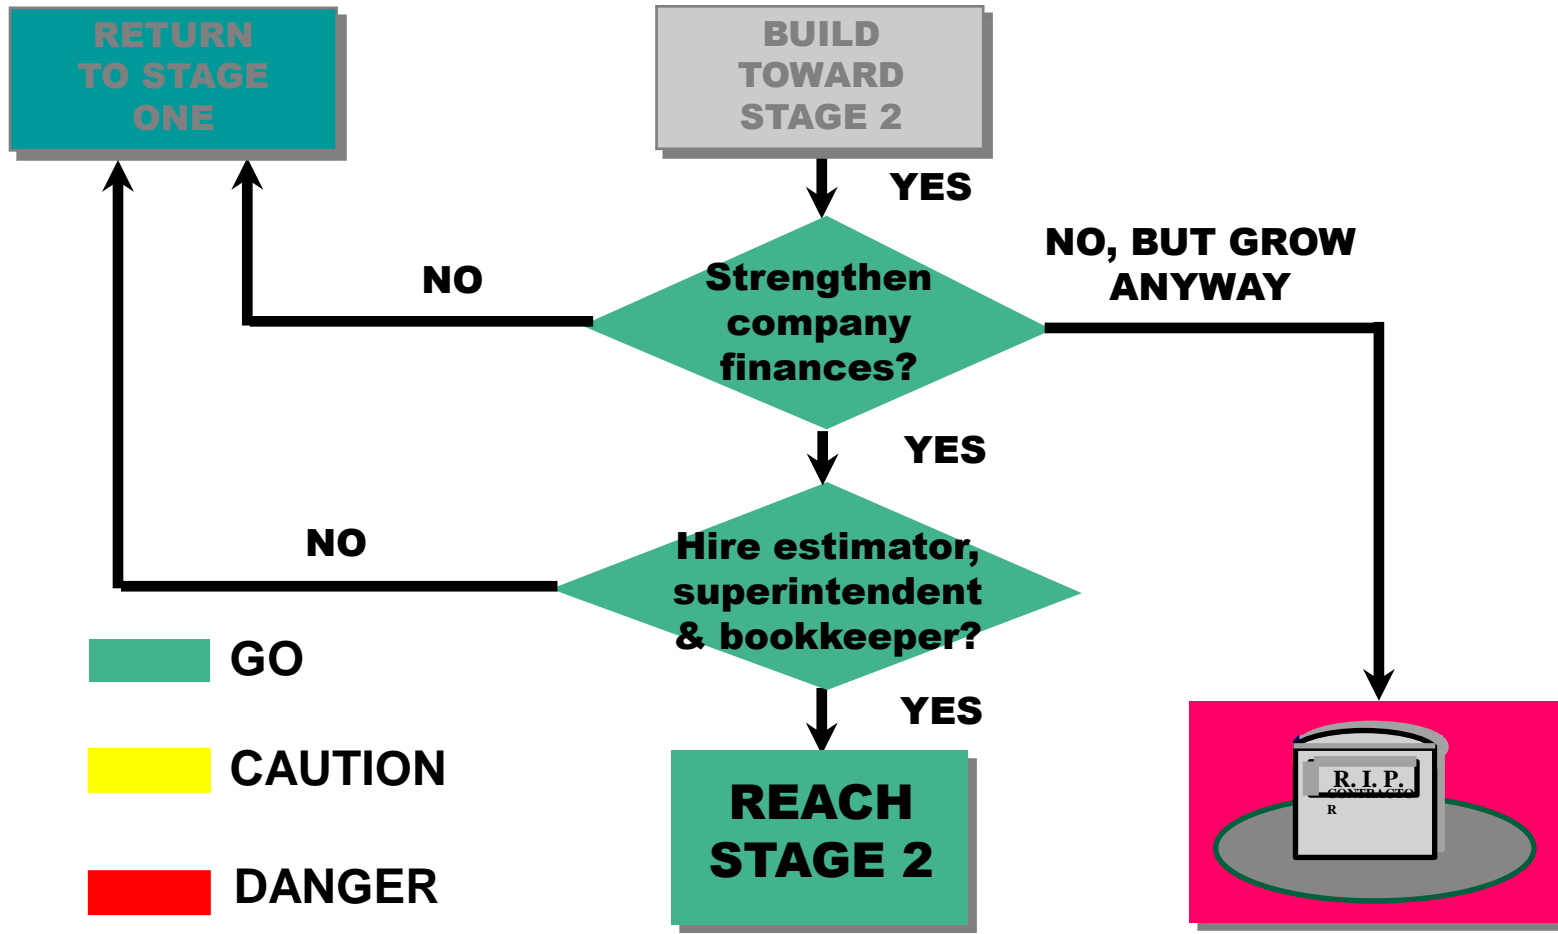 RETURN
TO STAGE
ONE
BUILD
TOWARD
STAGE 2
YES
NO, BUT GROW
ANYWAY
NO
Strengthen
company
finances?
YES
NO
Hire estimator,
superintendent
& bookkeeper?
YES
GO
CAUTION
DANGER
REACH
STAGE 2
R. I. P.
CONTRACTO
R